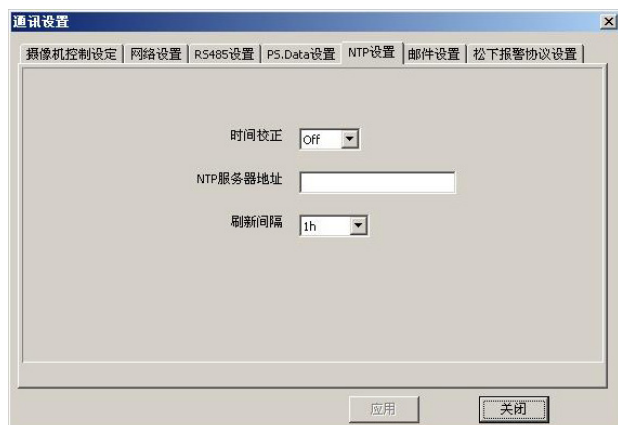 通讯设置
摄像机控制设定 网络设置 RS485设置 PS.Data设置 NTP设置 邮件设置 松下报警协议设置
时间校正 Off
NTP服务器地址
刷新间隔 1h
应用 关闭